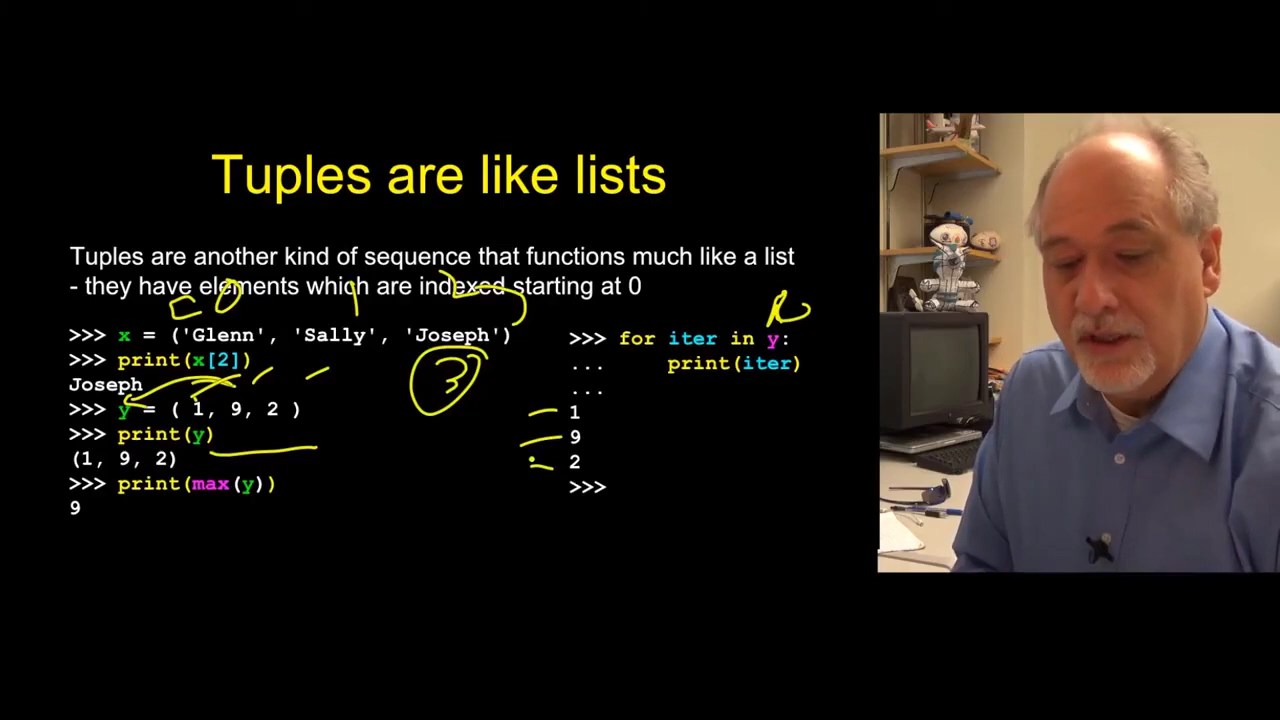 Tuples are like lists
Tuples are another kind of sequence that functions much like a list
- they have elements which are indexed starting at 0
0 1
>>> x = ('Glenn', 'Sally', 'Joseph')
>>> print(x[2])
Joseph
3
>>> y = ( 1, 9, 2 )
>>> print(y)
(1, 9, 2)
>>> print(max(y))
9
>>> for iter in y:
... print(iter)
...
1
9
2
>>>